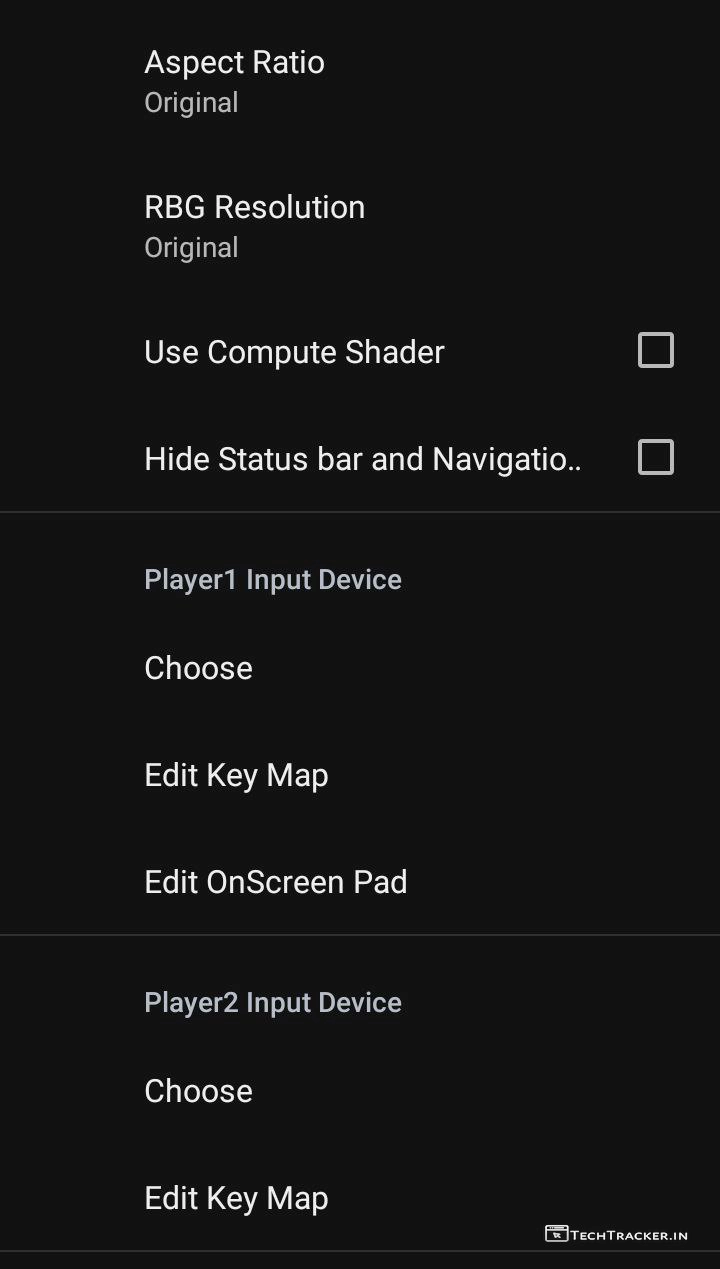 Aspect Ratio
Original
RBG Resolution
Original
Use Compute Shader
Hide Status bar and Navigatio..
Player1 Input Device
Choose
Edit Key Map
Edit OnScreen Pad
Player2 Input Device
Choose
Edit Key Map
TECHTRACKER.IN